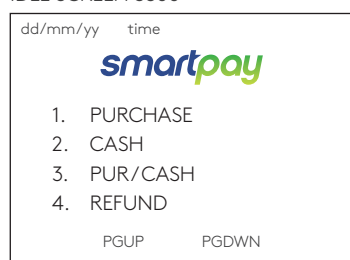 dd/mm/yy time
smartpay
1. PURCHASE
2. CASH
3. PUR/CASH
4. REFUND
PGUP PGDWN